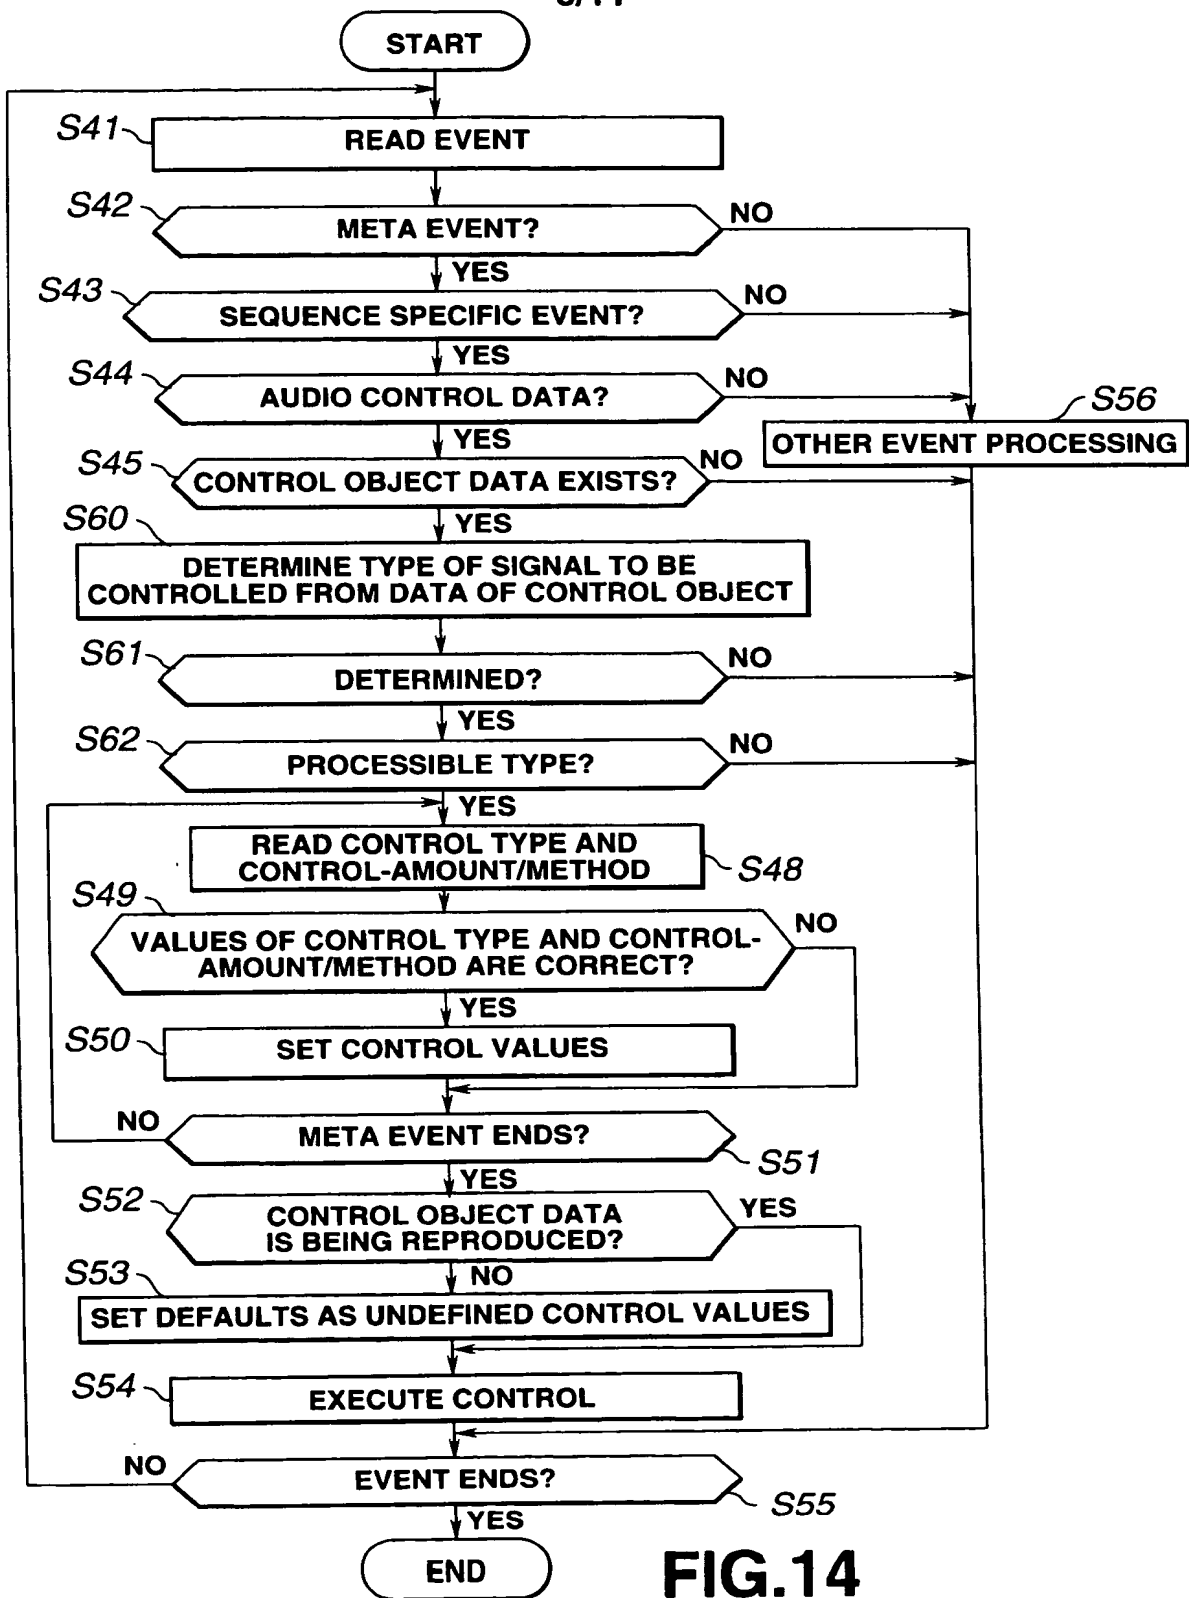 START
S41
READ EVENT
S42
META EVENT?
NO
YES
S43
SEQUENCE SPECIFIC EVENT?
NO
YES
S44
AUDIO CONTROL DATA?
NO
YES
S56
OTHER EVENT PROCESSING
S45
CONTROL OBJECT DATA EXISTS?
NO
YES
S60
DETERMINE TYPE OF SIGNAL TO BE
CONTROLLED FROM DATA OF CONTROL OBJECT
S61
DETERMINED?
NO
YES
S62
PROCESSIBLE TYPE?
NO
YES
READ CONTROL TYPE AND
CONTROL-AMOUNT/METHOD
S48
S49
VALUES OF CONTROL TYPE AND CONTROL-
AMOUNT/METHOD ARE CORRECT?
NO
YES
S50
SET CONTROL VALUES
NO
META EVENT ENDS?
S51
YES
S52
CONTROL OBJECT DATA
IS BEING REPRODUCED?
YES
NO
S53
SET DEFAULTS AS UNDEFINED CONTROL VALUES
S54
EXECUTE CONTROL
NO
EVENT ENDS?
S55
YES
END
FIG.14